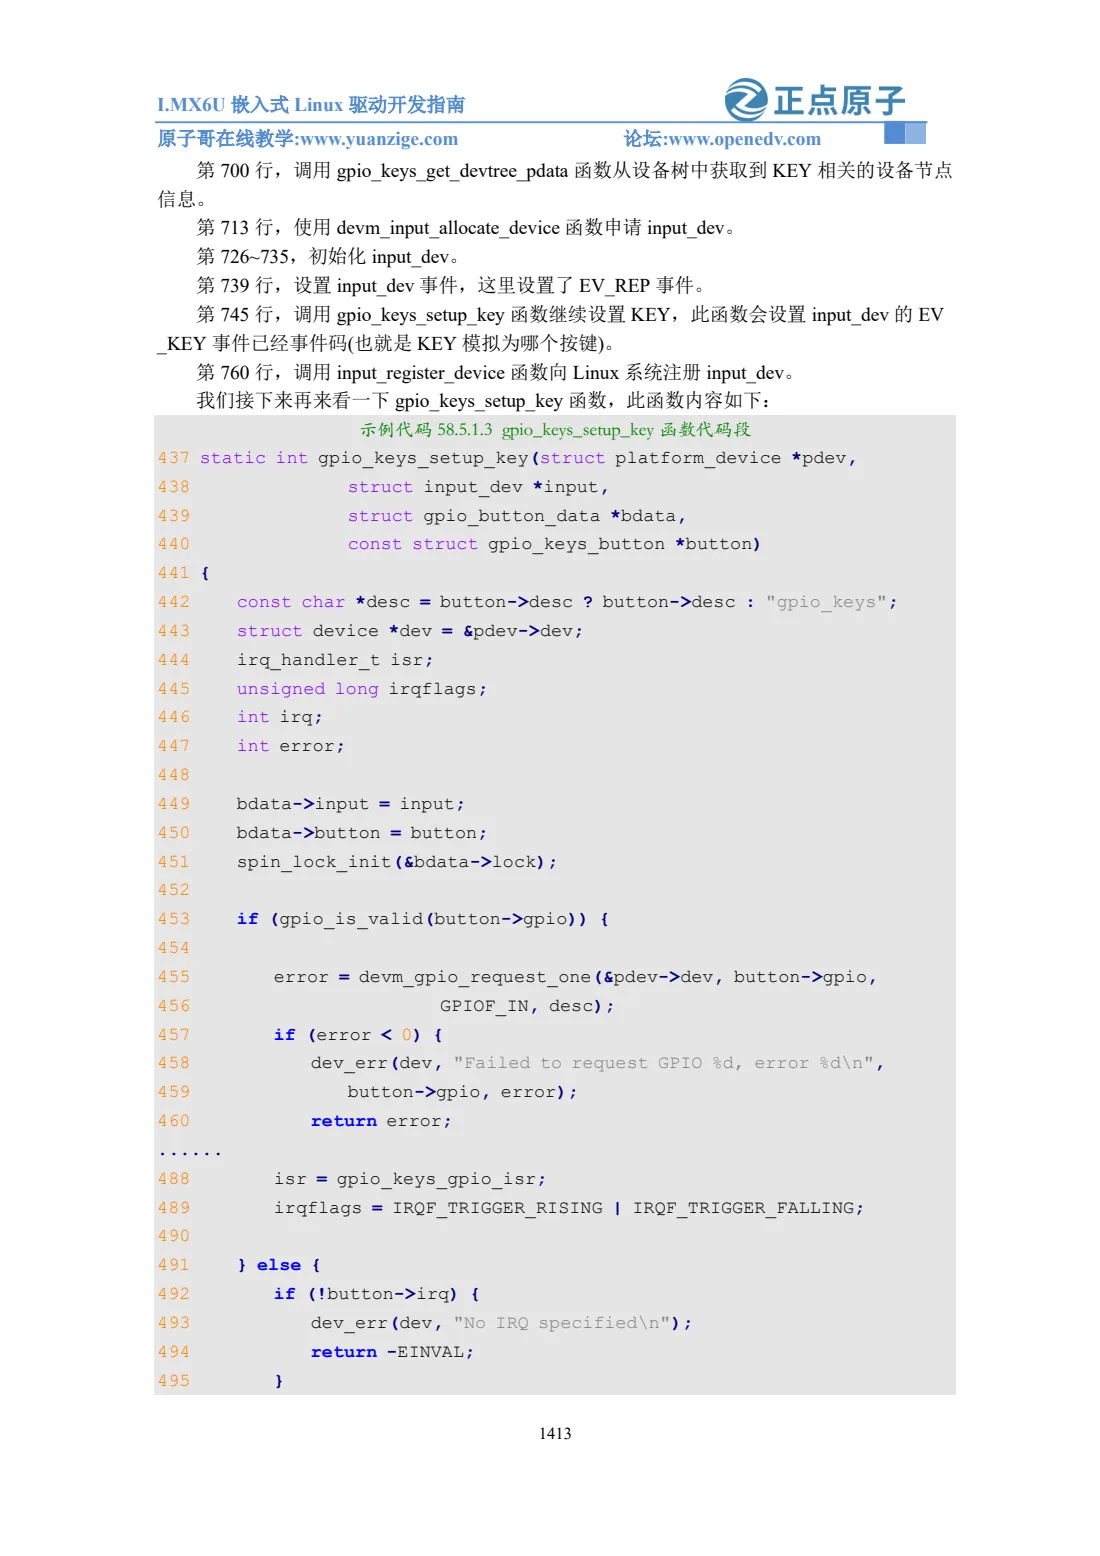 I.MX6U 嵌入式 Linux 驱动开发指南
正点原子
原子哥在线教学:www.yuanzige.com 论坛:www.openedv.com
第 700 行，调用 gpio_keys_get_devtree_pdata 函数从设备树中获取到 KEY 相关的设备节点
信息。
第 713 行，使用 devm_input_allocate_device 函数申请 input_dev。
第 726~735，初始化 input_dev。
第 739 行，设置 input_dev 事件，这里设置了 EV_REP 事件。
第 745 行，调用 gpio_keys_setup_key 函数继续设置 KEY，此函数会设置 input_dev 的 EV
_KEY 事件已经事件码(也就是 KEY 模拟为哪个按键)。
第 760 行，调用 input_register_device 函数向 Linux 系统注册 input_dev。
我们接下来再来看一下 gpio_keys_setup_key 函数，此函数内容如下：
示例代码 58.5.1.3 gpio_keys_setup_key 函数代码段
437 static int gpio_keys_setup_key(struct platform_device *pdev,
438 struct input_dev *input,
439 struct gpio_button_data *bdata,
440 const struct gpio_keys_button *button)
441 {
442 const char *desc = button->desc ? button->desc : "gpio_keys";
443 struct device *dev = &pdev->dev;
444 irq_handler_t isr;
445 unsigned long irqflags;
446 int irq;
447 int error;
448
449 bdata->input = input;
450 bdata->button = button;
451 spin_lock_init(&bdata->lock);
452
453 if (gpio_is_valid(button->gpio)) {
454
455 error = devm_gpio_request_one(&pdev->dev, button->gpio,
456 GPIOF_IN, desc);
457 if (error < 0) {
458 dev_err(dev, "Failed to request GPIO %d, error %d\n",
459 button->gpio, error);
460 return error;
......
488 isr = gpio_keys_gpio_isr;
489 irqflags = IRQF_TRIGGER_RISING | IRQF_TRIGGER_FALLING;
490
491 } else {
492 if (!button->irq) {
493 dev_err(dev, "No IRQ specified\n");
494 return -EINVAL;
495 }
1413